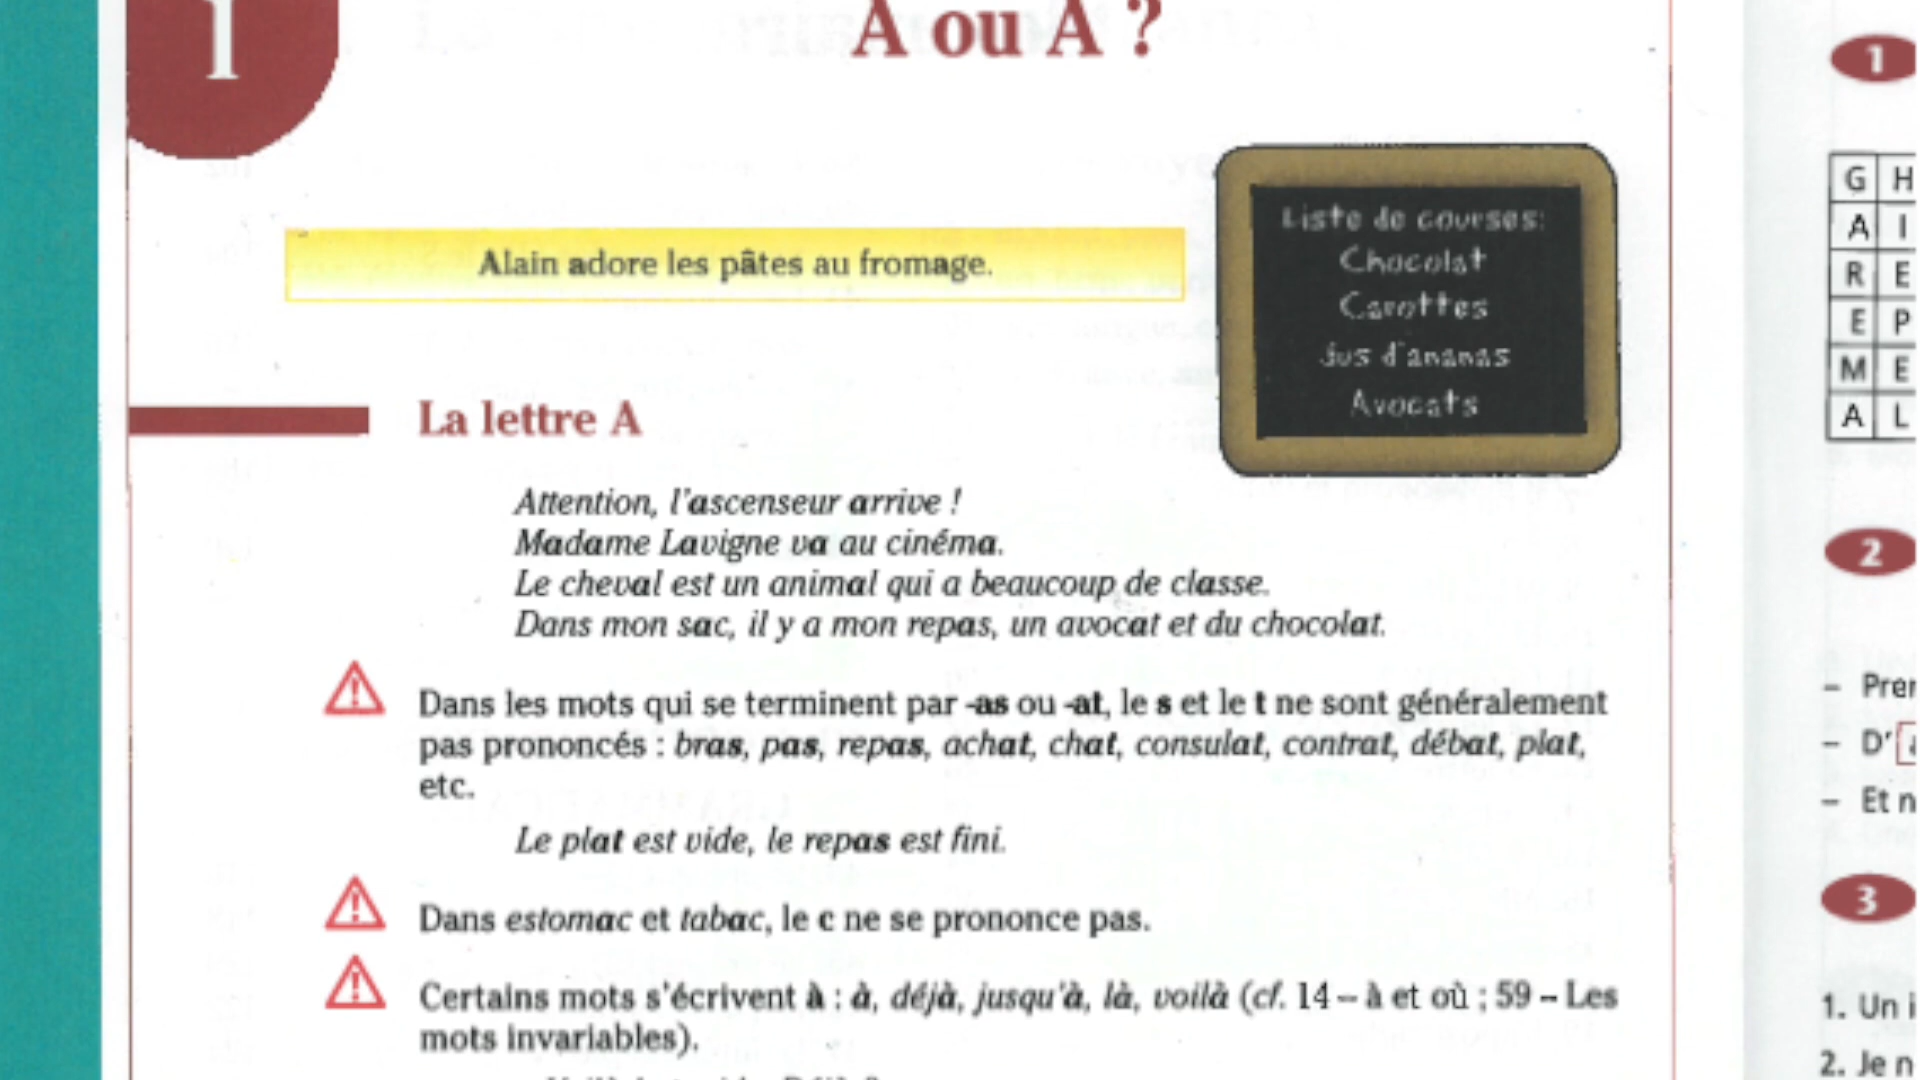 1
A ou A ?
Alain adore les pâtes au fromage.
Liste de courses:
Chocolat
Carottes
Jus d'ananas
Avocats
La lettre A
Attention, l'ascenseur arrive !
Madame Lavigne va au cinéma.
Le cheval est un animal qui a beaucoup de classe.
Dans mon sac, il y a mon repas, un avocat et du chocolat.
Dans les mots qui se terminent par -as ou -at, le s et le t ne sont généralement
pas prononcés : bras, pas, repas, achat, chat, consulat, contrat, débat, plat,
etc.
Le plat est vide, le repas est fini.
Dans estomac et tabac, le c ne se prononce pas.
Certains mots s'écrivent à : à, déjà, jusqu'à, là, voilà (cf. 14 – à et où ; 59 – Les
mots invariables).
1
G H
A I
R E
E P
M E
A L
2
–
– D'
– Et n
3
1. Un i
2. Je n